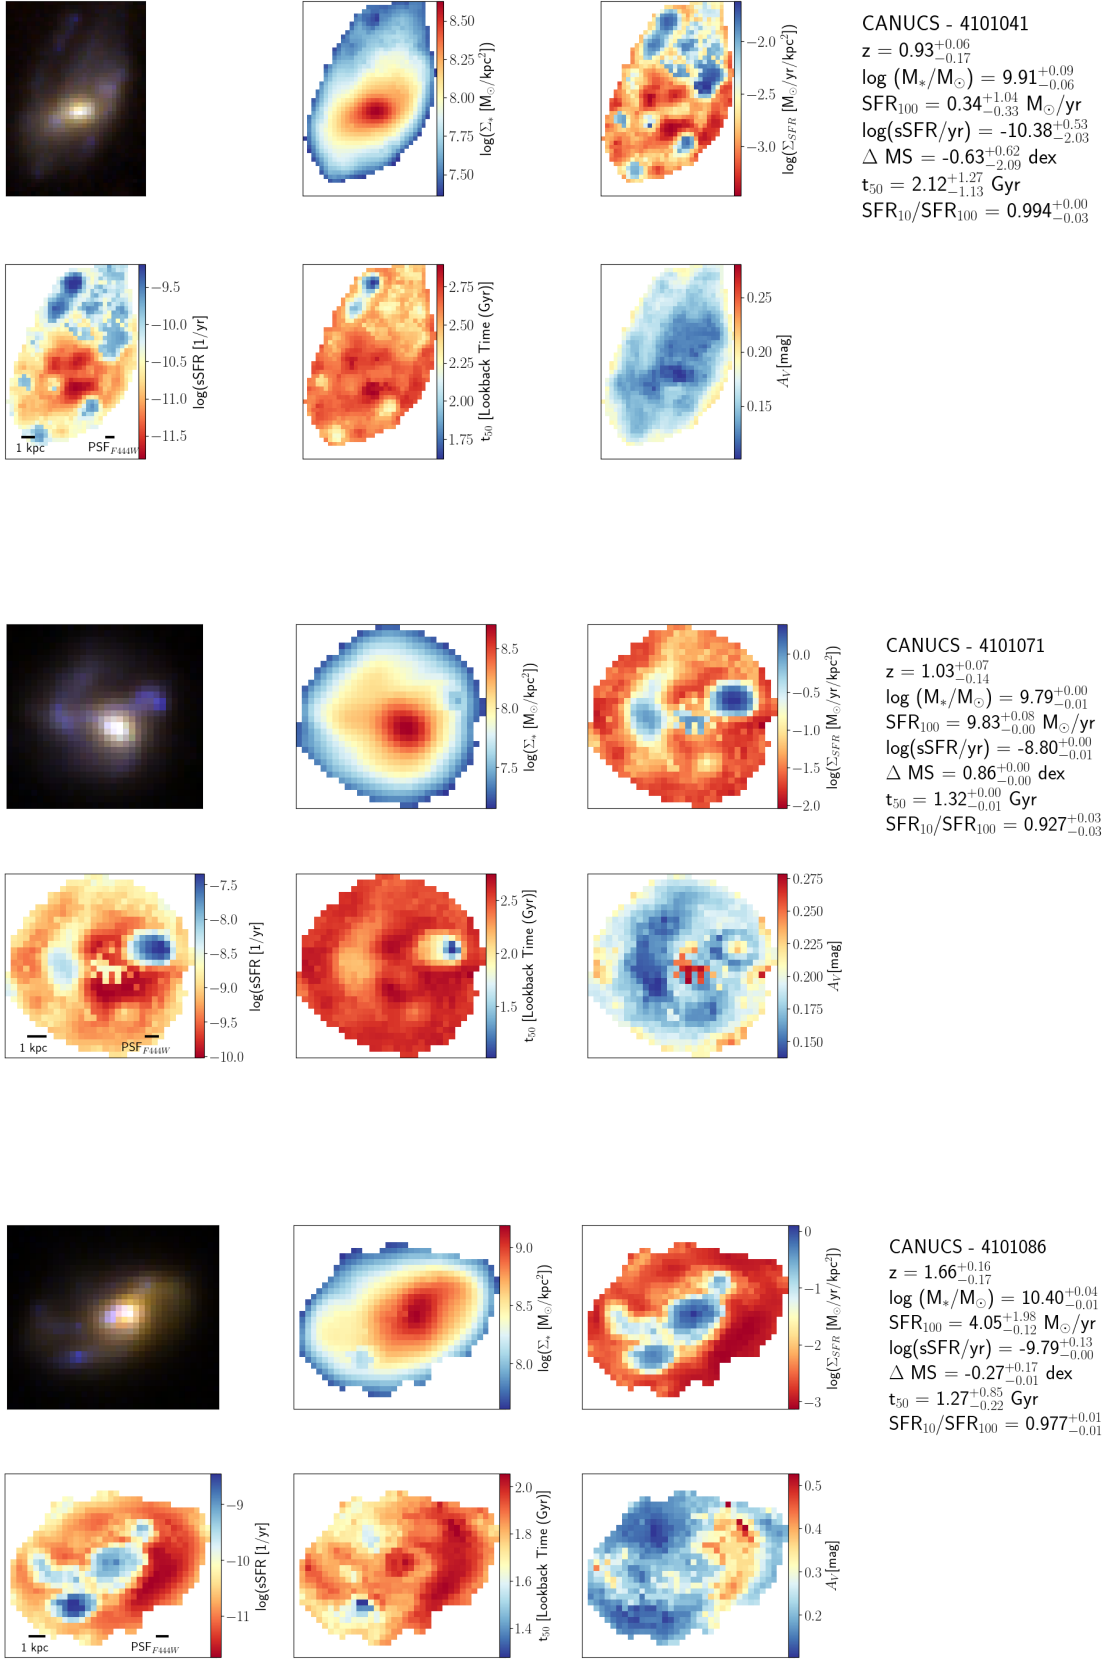 8.50
8.25
8.00
7.75
7.50
log(Σ∗ [M⊙/kpc²])
−2.0
−2.5
−3.0
log(Σ_SFR [M⊙/yr/kpc²])
CANUCS - 4101041
z = 0.93^{+0.06}_{−0.17}
log (M∗/M⊙) = 9.91^{+0.09}_{−0.06}
SFR₁₀₀ = 0.34^{+1.04}_{−0.33} M⊙/yr
log(sSFR/yr) = -10.38^{+0.53}_{−2.03}
Δ MS = -0.63^{+0.62}_{−2.09} dex
t₅₀ = 2.12^{+1.27}_{−1.13} Gyr
SFR₁₀/SFR₁₀₀ = 0.994^{+0.00}_{−0.03}
1 kpc
PSF_F444W
−9.5
−10.0
−10.5
−11.0
−11.5
log(sSFR [1/yr]
2.75
2.50
2.25
2.00
1.75
t₅₀ [Lookback Time (Gyr)]
0.25
0.20
0.15
A_V[mag]
8.5
8.0
7.5
log(Σ∗ [M⊙/kpc²])
0.0
−0.5
−1.0
−1.5
−2.0
log(Σ_SFR [M⊙/yr/kpc²])
CANUCS - 4101071
z = 1.03^{+0.07}_{−0.14}
log (M∗/M⊙) = 9.79^{+0.00}_{−0.01}
SFR₁₀₀ = 9.83^{+0.08}_{−0.00} M⊙/yr
log(sSFR/yr) = -8.80^{+0.00}_{−0.01}
Δ MS = 0.86^{+0.00}_{−0.00} dex
t₅₀ = 1.32^{+0.00}_{−0.01} Gyr
SFR₁₀/SFR₁₀₀ = 0.927^{+0.03}_{−0.03}
1 kpc
PSF_F444W
−7.5
−8.0
−8.5
−9.0
−9.5
−10.0
log(sSFR [1/yr]
2.5
2.0
1.5
t₅₀ [Lookback Time (Gyr)]
0.275
0.250
0.225
0.200
0.175
0.150
A_V[mag]
9.0
8.5
8.0
log(Σ∗ [M⊙/kpc²])
0
−1
−2
−3
log(Σ_SFR [M⊙/yr/kpc²])
CANUCS - 4101086
z = 1.66^{+0.16}_{−0.17}
log (M∗/M⊙) = 10.40^{+0.04}_{−0.01}
SFR₁₀₀ = 4.05^{+1.98}_{−0.12} M⊙/yr
log(sSFR/yr) = -9.79^{+0.13}_{−0.00}
Δ MS = -0.27^{+0.17}_{−0.01} dex
t₅₀ = 1.27^{+0.85}_{−0.22} Gyr
SFR₁₀/SFR₁₀₀ = 0.977^{+0.01}_{−0.01}
1 kpc
PSF_F444W
−9
−10
−11
log(sSFR [1/yr]
2.0
1.8
1.6
1.4
t₅₀ [Lookback Time (Gyr)]
0.5
0.4
0.3
0.2
A_V[mag]